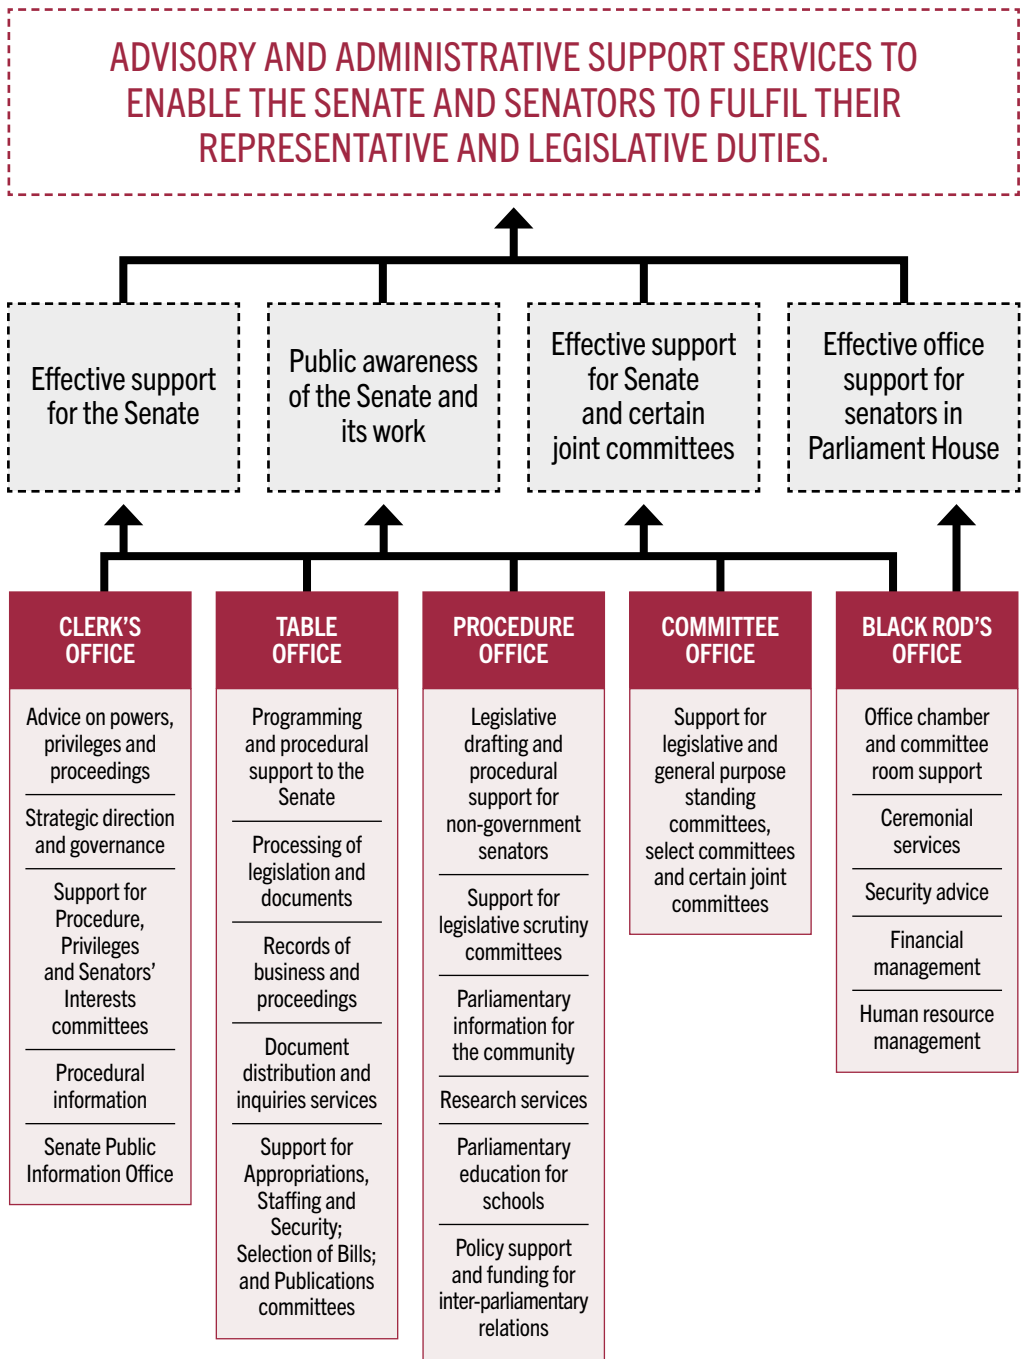 ADVISORY AND ADMINISTRATIVE SUPPORT SERVICES TO
ENABLE THE SENATE AND SENATORS TO FULFIL THEIR
REPRESENTATIVE AND LEGISLATIVE DUTIES.
Effective support
for the Senate
Public awareness
of the Senate and
its work
Effective support
for Senate
and certain
joint committees
Effective office
support for
senators in
Parliament House
CLERK'S
OFFICE
Advice on powers,
privileges and
proceedings
Strategic direction
and governance
Support for
Procedure,
Privileges
and Senators'
Interests
committees
Procedural
information
Senate Public
Information Office
TABLE
OFFICE
Programming
and procedural
support to the
Senate
Processing of
legislation and
documents
Records of
business and
proceedings
Document
distribution and
inquiries services
Support for
Appropriations,
Staffing and
Security;
Selection of Bills;
and Publications
committees
PROCEDURE
OFFICE
Legislative
drafting and
procedural
support for
non-government
senators
Support for
legislative scrutiny
committees
Parliamentary
information for
the community
Research services
Parliamentary
education for
schools
Policy support
and funding for
inter-parliamentary
relations
COMMITTEE
OFFICE
Support for
legislative and
general purpose
standing
committees,
select committees
and certain joint
committees
BLACK ROD'S
OFFICE
Office chamber
and committee
room support
Ceremonial
services
Security advice
Financial
management
Human resource
management